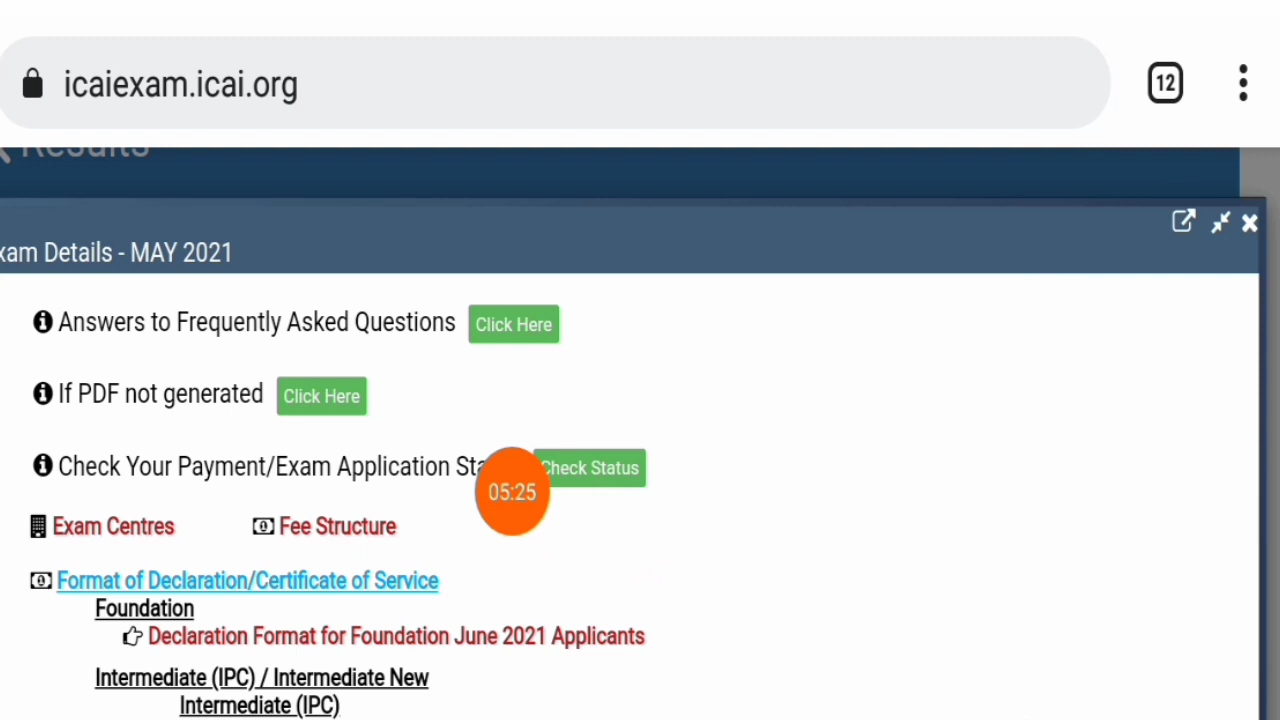 icaiexam.icai.org
12
Results
xam Details - MAY 2021
Answers to Frequently Asked Questions Click Here
If PDF not generated Click Here
Check Your Payment/Exam Application Sta Check Status
05:25
Exam Centres Fee Structure
Format of Declaration/Certificate of Service
Foundation
Declaration Format for Foundation June 2021 Applicants
Intermediate (IPC) / Intermediate New
Intermediate (IPC)